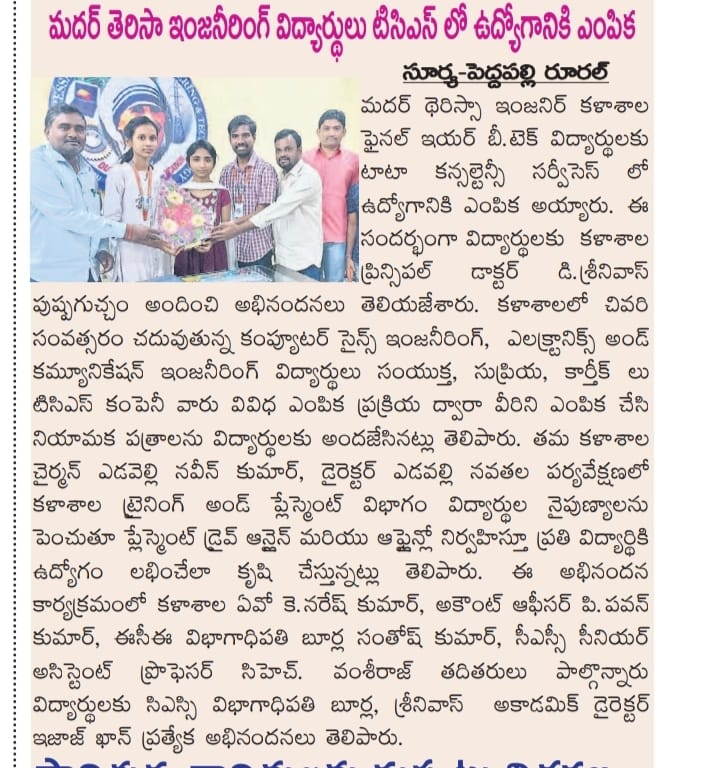 మదర్ తెరిసా ఇంజనీరింగ్ విద్యార్థులు టిసిఎస్ లో ఉద్యోగానికి ఎంపిక
సూర్య-పెద్దపల్లి రూరల్
మదర్ థెరిస్సా ఇంజనిర్ కళాశాల
ఫైనల్ ఇయర్ బీ.టెక్ విద్యార్థులకు
టాటా కన్సల్టెన్సీ సర్వీసెస్ లో
ఉద్యోగానికి ఎంపిక అయ్యారు. ఈ
సందర్భంగా విద్యార్థులకు కళాశాల
ప్రిన్సిపల్ డాక్టర్ డి.శ్రీనివాస్
పుష్పగుచ్ఛం అందించి అభినందనలు తెలియజేశారు. కళాశాలలో చివరి
సంవత్సరం చదువుతున్న కంప్యూటర్ సైన్స్ ఇంజనీరింగ్, ఎలక్ట్రానిక్స్ అండ్
కమ్యూనికేషన్ ఇంజనీరింగ్ విద్యార్థులు సంయుక్త, సుప్రియ, కార్తీక్ లు
టిసిఎస్ కంపెనీ వారు వివిధ ఎంపిక ప్రక్రియ ద్వారా వీరిని ఎంపిక చేసి
నియామక పత్రాలను విద్యార్థులకు అందజేసినట్లు తెలిపారు. తమ కళాశాల
చైర్మన్ ఎడవెల్లి నవీన్ కుమార్, డైరెక్టర్ ఎడవల్లి నవతల పర్యవేక్షణలో
కళాశాల ట్రైనింగ్ అండ్ ప్లేస్మెంట్ విభాగం విద్యార్థుల నైపుణ్యాలను
పెంచుతూ ప్లేస్మెంట్ డ్రైవ్ ఆన్లైన్ మరియు ఆఫ్లైన్లో నిర్వహిస్తూ ప్రతి విద్యార్థికి
ఉద్యోగం లభించేలా కృషి చేస్తున్నట్లు తెలిపారు. ఈ అభినందన
కార్యక్రమంలో కళాశాల ఏవో కె.నరేష్ కుమార్, అకౌంట్ ఆఫీసర్ పి.పవన్
కుమార్, ఈసీఈ విభాగాధిపతి బూర్ల సంతోష్ కుమార్, సీఎస్సీ సీనియర్
అసిస్టెంట్ ప్రొఫెసర్ సిహెచ్. వంశీరాజ్ తదితరులు పాల్గొన్నారు
విద్యార్థులకు సిఎస్సి విభాగాధిపతి బూర్ల, శ్రీనివాస్ అకాడమిక్ డైరెక్టర్
ఇజాజ్ ఖాన్ ప్రత్యేక అభినందనలు తెలిపారు.